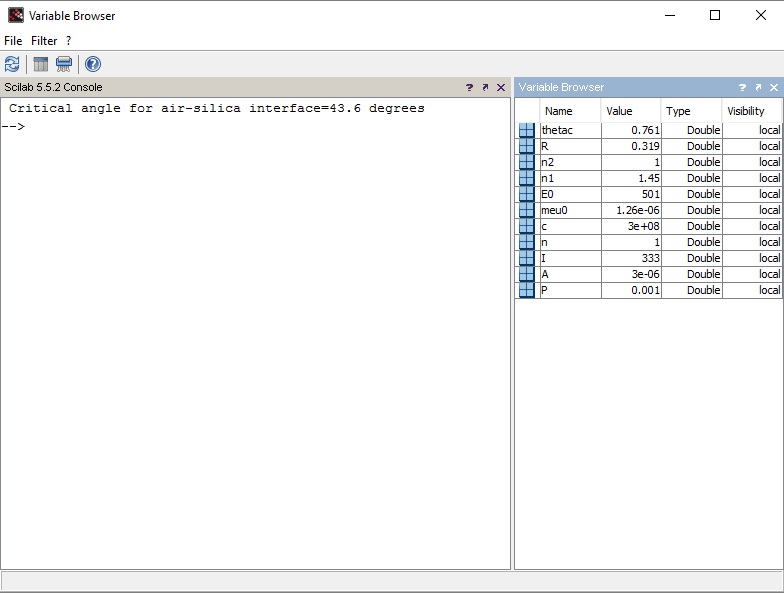 Variable Browser
File Filter ?
Scilab 5.5.2 Console
Critical angle for air-silica interface=43.6 degrees
-->
Variable Browser
Name Value Type Visibility
thetac 0.761 Double local
R 0.319 Double local
n2 1 Double local
n1 1.45 Double local
E0 501 Double local
meu0 1.26e-06 Double local
c 3e+08 Double local
n 1 Double local
I 333 Double local
A 3e-06 Double local
P 0.001 Double local